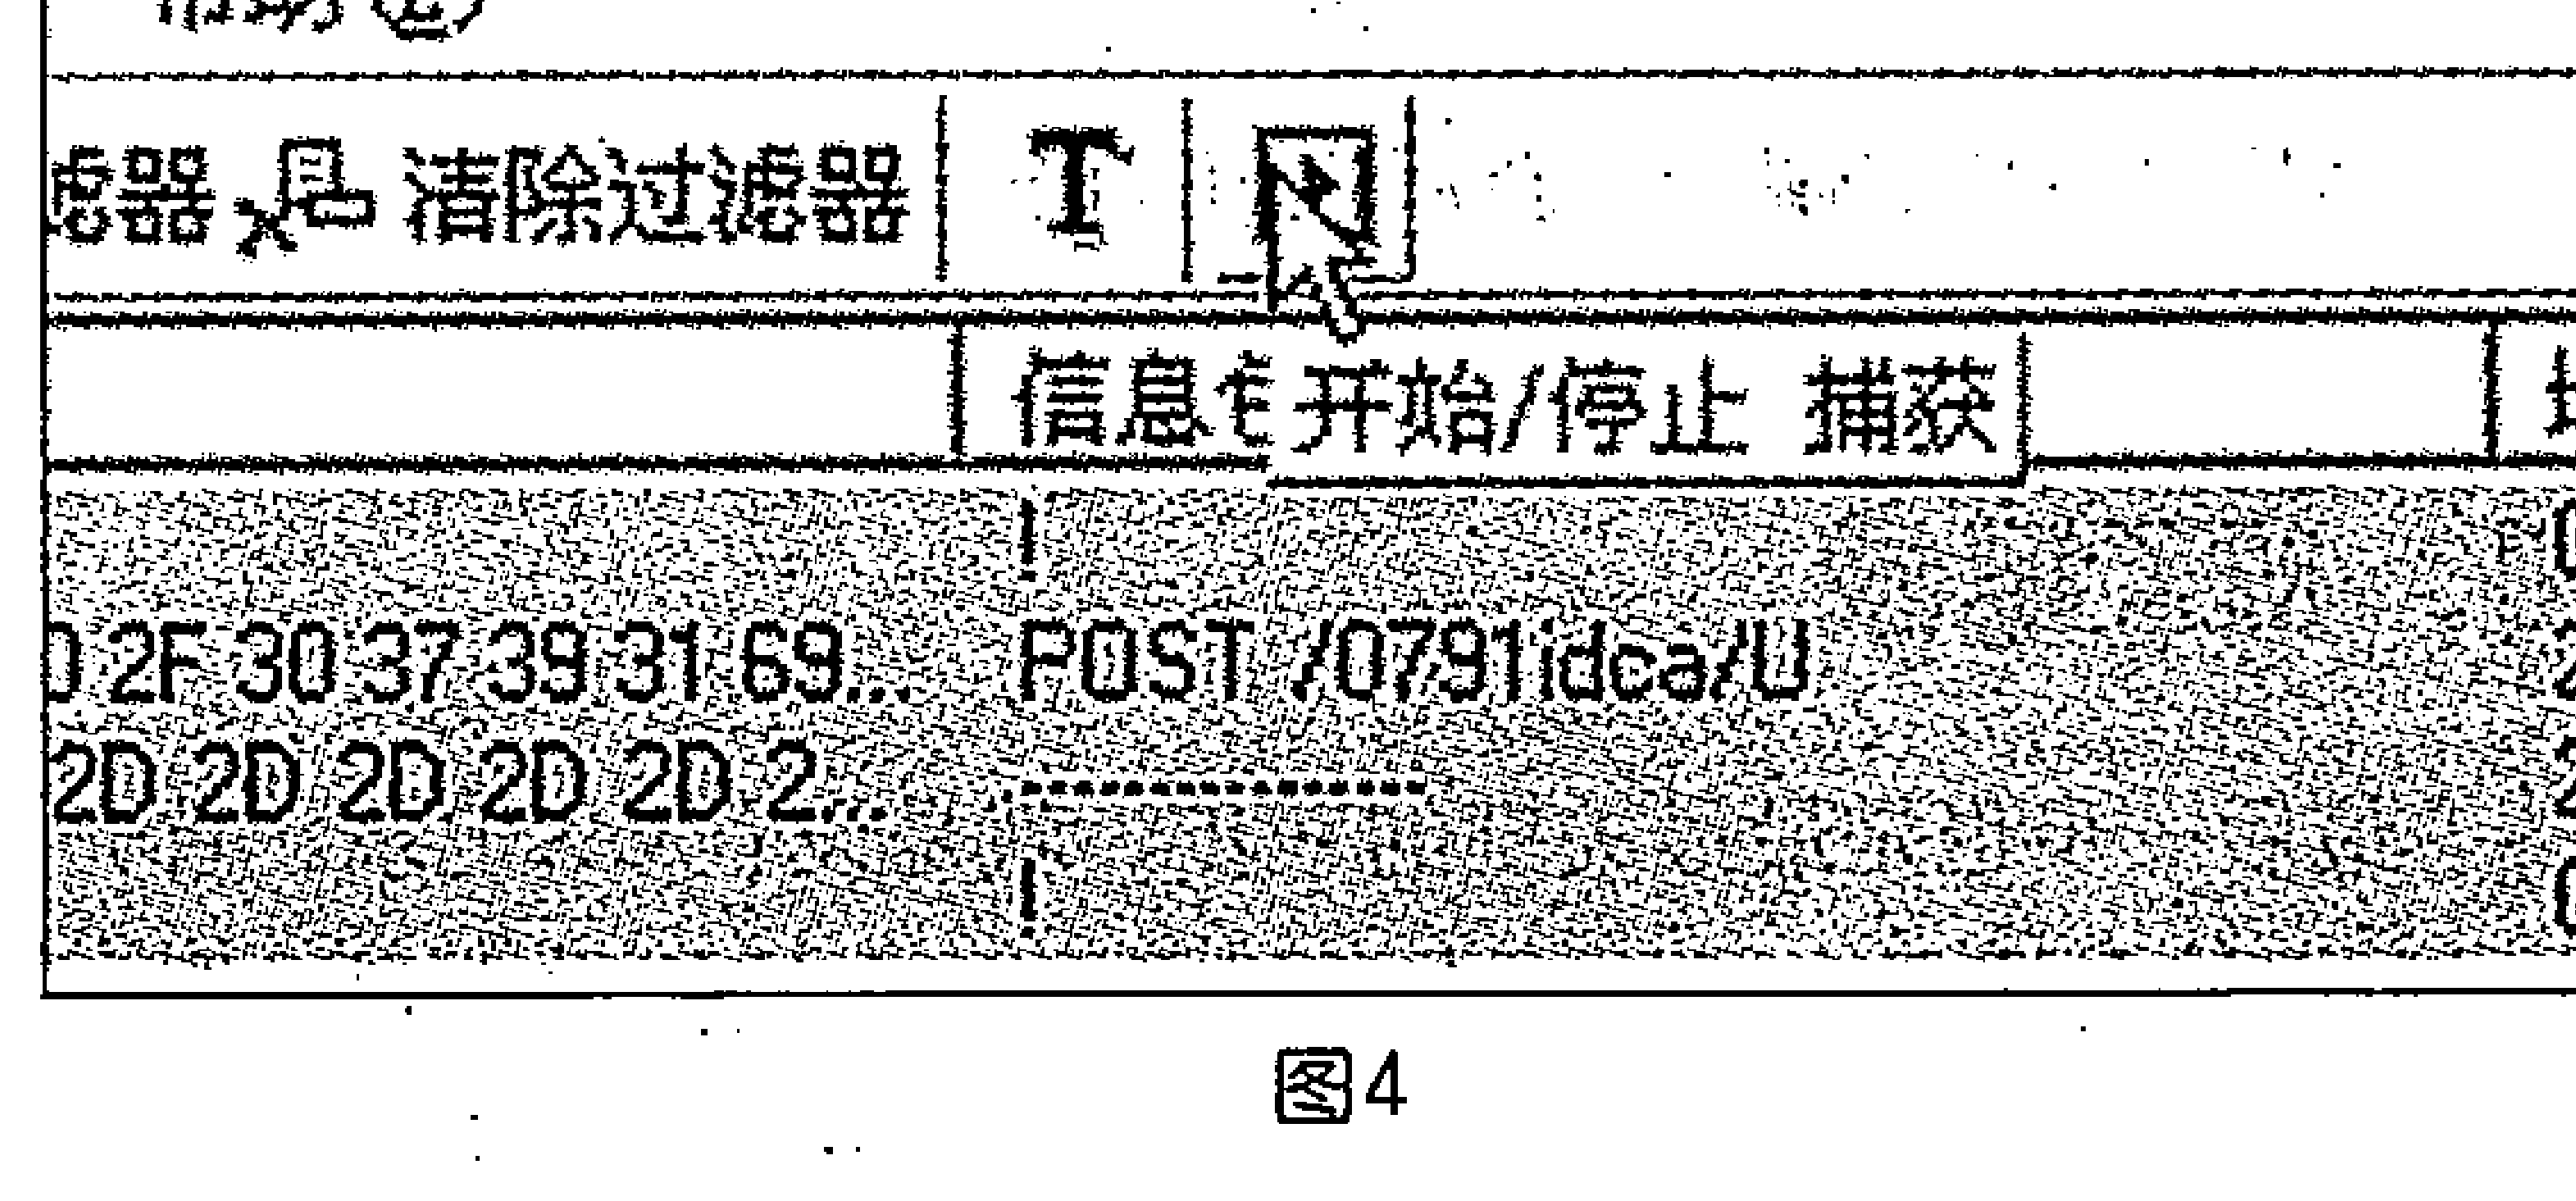 滤器 清除过滤器 T
信息 开始/停止 捕获
2F 30 37 39 31 69... POST /0791idca/U
2D 2D 2D 2D 2D 2... .----------------
图4